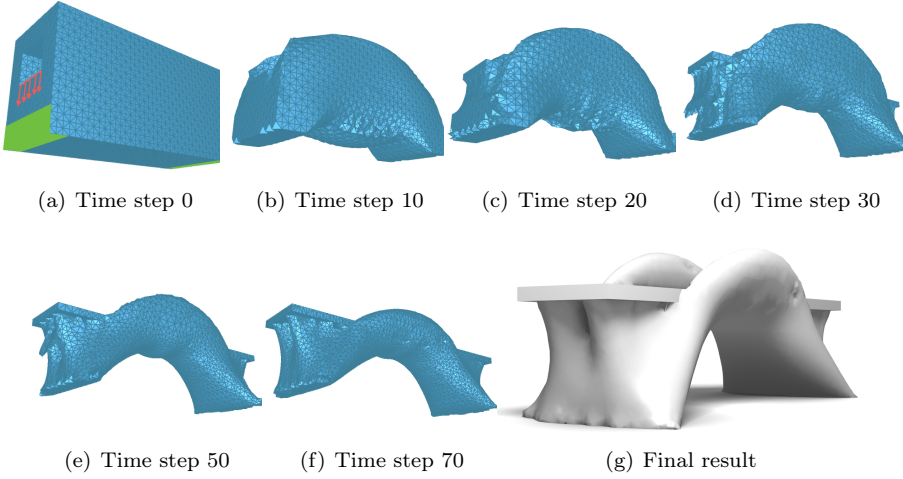 (a) Time step 0
(b) Time step 10
(c) Time step 20
(d) Time step 30
(e) Time step 50
(f) Time step 70
(g) Final result